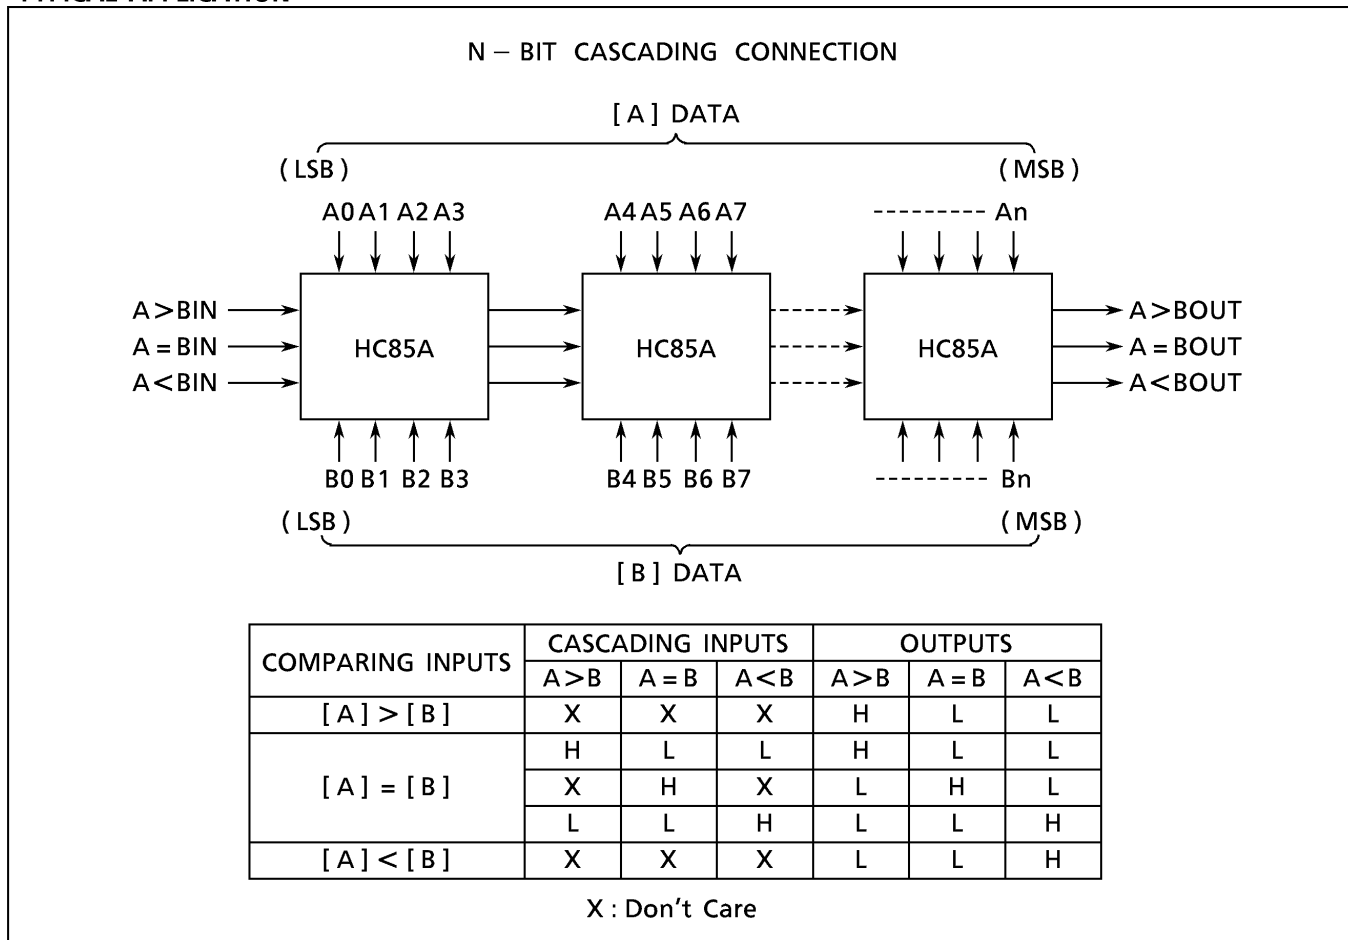 TYPICAL APPLICATION
N – BIT CASCADING CONNECTION
[ A ] DATA
( LSB ) ( MSB )
A0 A1 A2 A3 A4 A5 A6 A7 --------- An
A>BIN A>BOUT
A=BIN HC85A HC85A HC85A A=BOUT
A<BIN A<BOUT
B0 B1 B2 B3 B4 B5 B6 B7 --------- Bn
( LSB ) ( MSB )
[ B ] DATA
COMPARING INPUTS CASCADING INPUTS OUTPUTS
A>B A=B A<B A>B A=B A<B
[ A ] > [ B ] X X X H L L
H L L H L L
[ A ] = [ B ] X H X L H L
L L H L L H
[ A ] < [ B ] X X X L L H
X : Don't Care